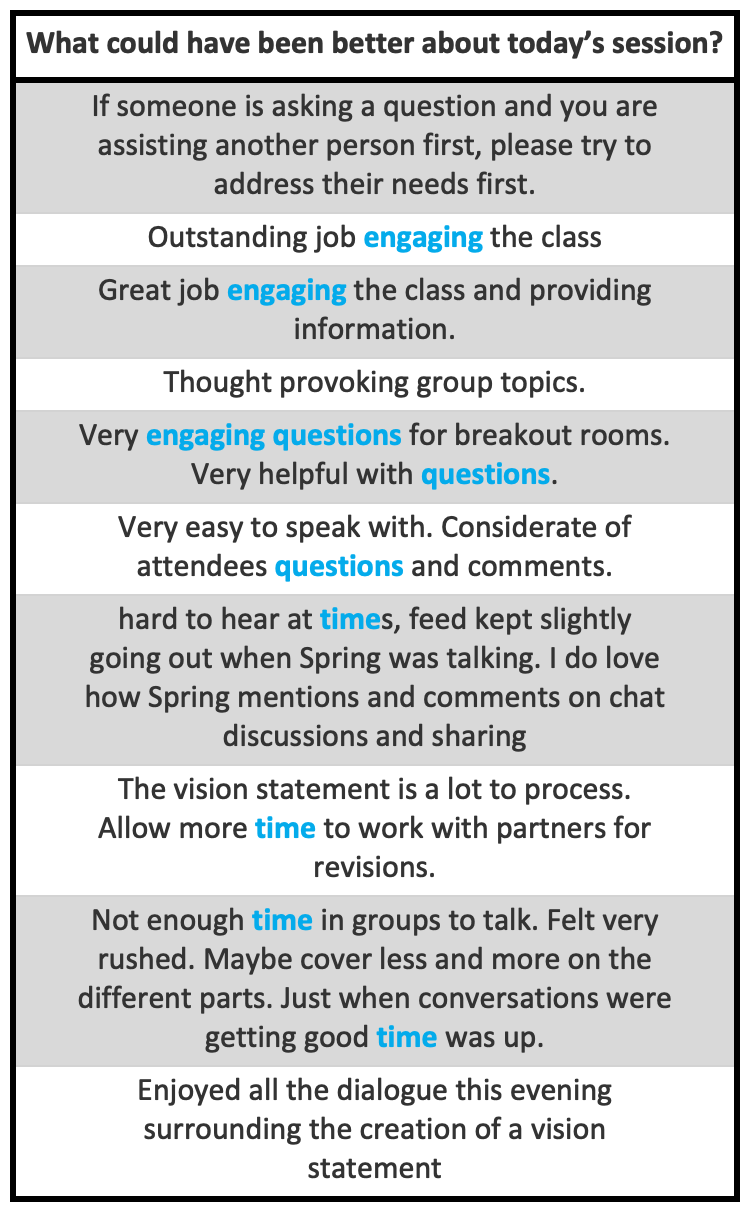 What could have been better about today's session?
If someone is asking a question and you are
assisting another person first, please try to
address their needs first.
Outstanding job engaging the class
Great job engaging the class and providing
information.
Thought provoking group topics.
Very engaging questions for breakout rooms.
Very helpful with questions.
Very easy to speak with. Considerate of
attendees questions and comments.
hard to hear at times, feed kept slightly
going out when Spring was talking. I do love
how Spring mentions and comments on chat
discussions and sharing
The vision statement is a lot to process.
Allow more time to work with partners for
revisions.
Not enough time in groups to talk. Felt very
rushed. Maybe cover less and more on the
different parts. Just when conversations were
getting good time was up.
Enjoyed all the dialogue this evening
surrounding the creation of a vision
statement